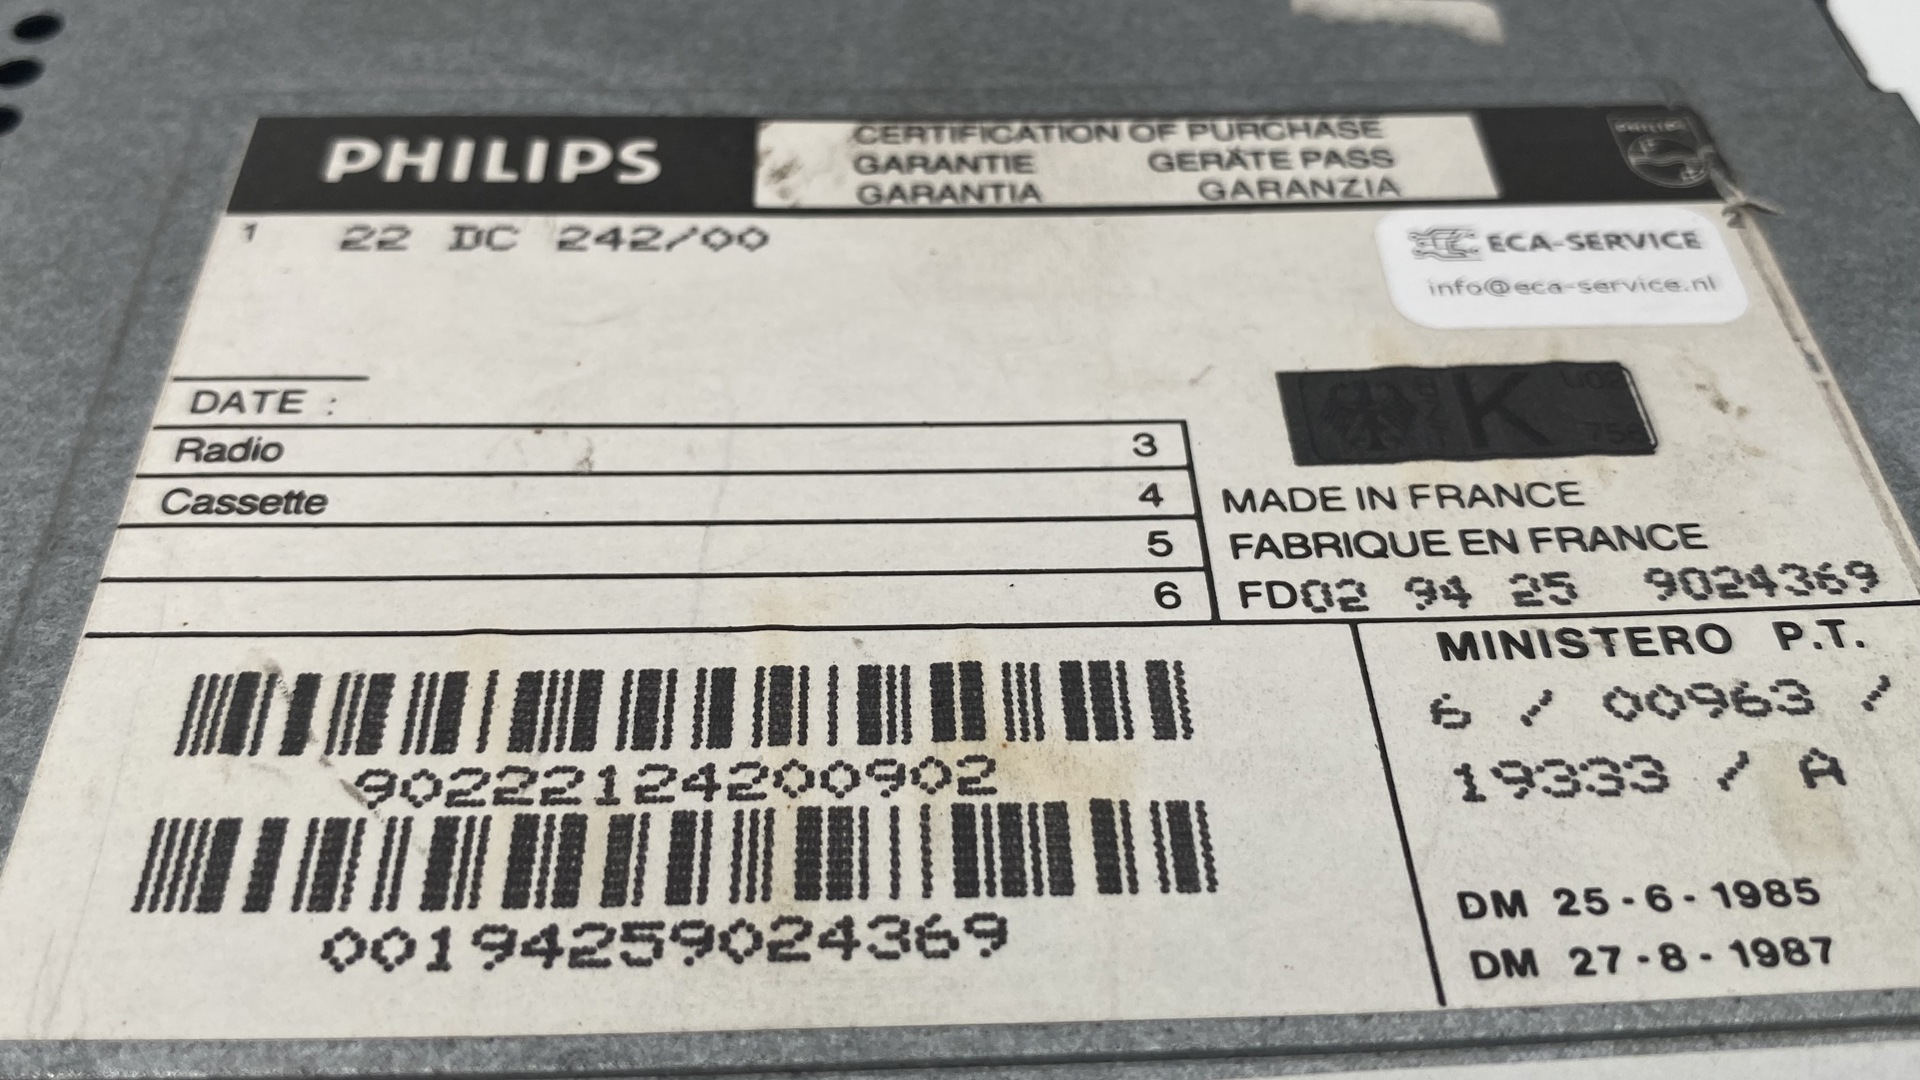 PHILIPS
CERTIFICATION OF PURCHASE
GARANTIE GERÄTE PASS
GARANTIA GARANZIA
PHILIPS
1 22 DC 242/00 2
ECA-SERVICE
info@eca-service.nl
DATE :
K
Radio 3
Cassette 4
5
6
MADE IN FRANCE
FABRIQUE EN FRANCE
FD02 94 25 9024369
90222124200902
00194259024369
MINISTERO P.T.
6 / 00963 /
19333 / A
DM 25-6-1985
DM 27-8-1987